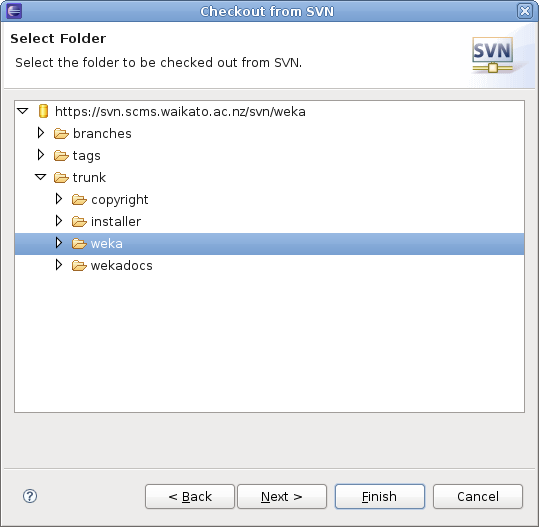 Checkout from SVN
Select Folder
Select the folder to be checked out from SVN.
SVN
https://svn.scms.waikato.ac.nz/svn/weka
branches
tags
trunk
copyright
installer
weka
wekadocs
? < Back Next > Finish Cancel